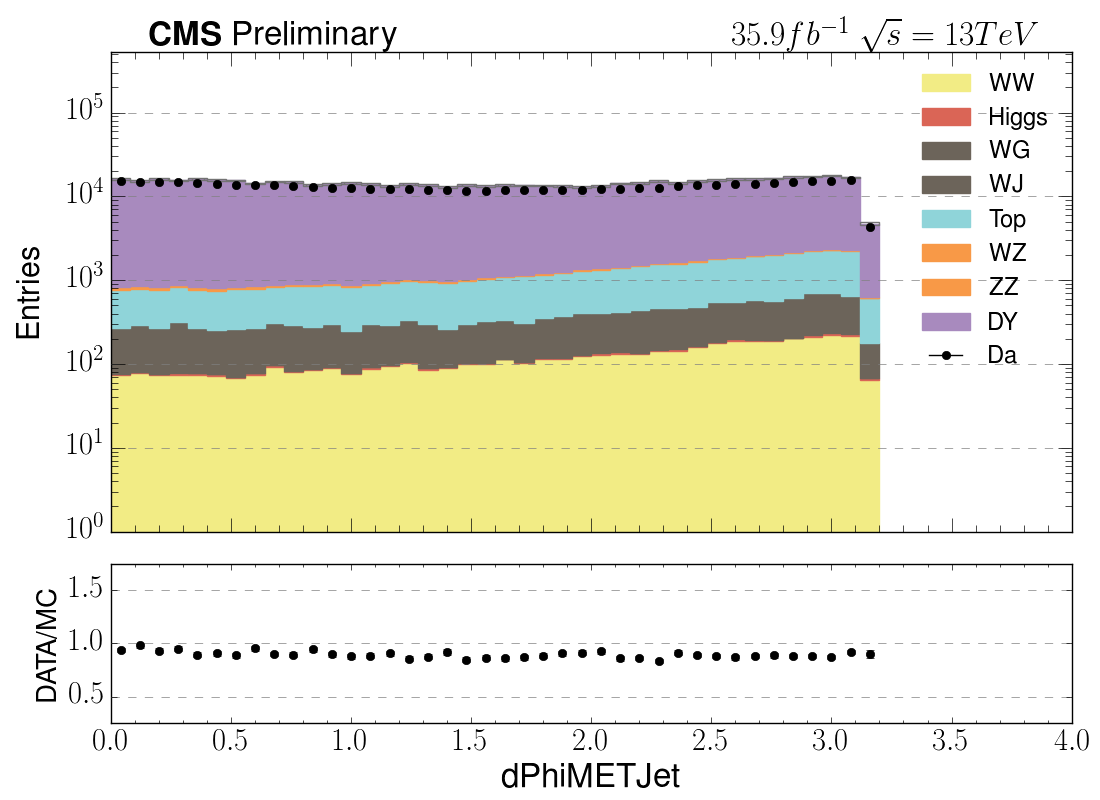 CMS Preliminary 35.9fb⁻¹ √s = 13TeV
Entries
10⁵
10⁴
10³
10²
10¹
10⁰
WW
Higgs
WG
WJ
Top
WZ
ZZ
DY
Da
DATA/MC
1.5
1.0
0.5
0.0 0.5 1.0 1.5 2.0 2.5 3.0 3.5 4.0
dPhiMETJet